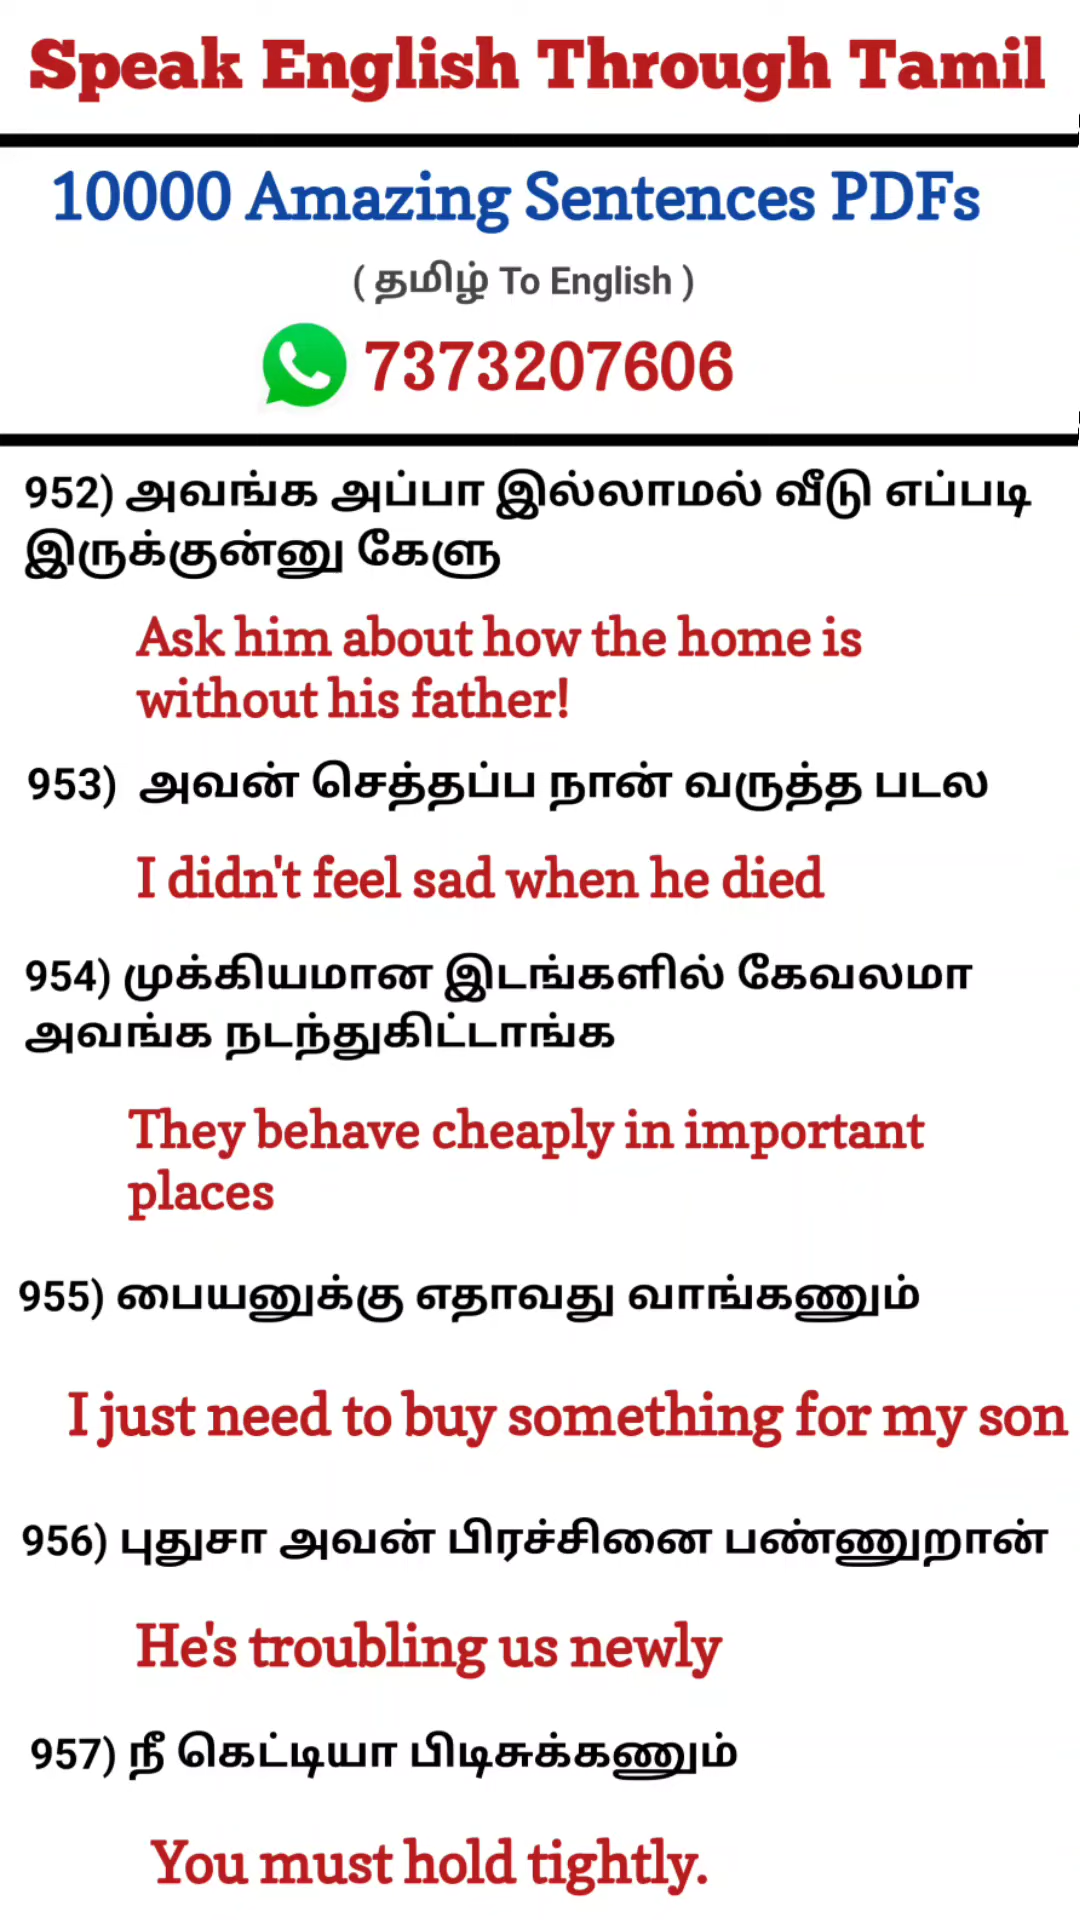 Speak English Through Tamil
10000 Amazing Sentences PDFs
( தமிழ் To English )
7373207606
952) அவங்க அப்பா இல்லாமல் வீடு எப்படி
இருக்குன்னு கேளு
Ask him about how the home is
without his father!
953) அவன் செத்தப்ப நான் வருத்த படல
I didn't feel sad when he died
954) முக்கியமான இடங்களில் கேவலமா
அவங்க நடந்துகிட்டாங்க
They behave cheaply in important
places
955) பையனுக்கு எதாவது வாங்கணும்
I just need to buy something for my son
956) புதுசா அவன் பிரச்சினை பண்ணுறான்
He's troubling us newly
957) நீ கெட்டியா பிடிசுக்கணும்
You must hold tightly.